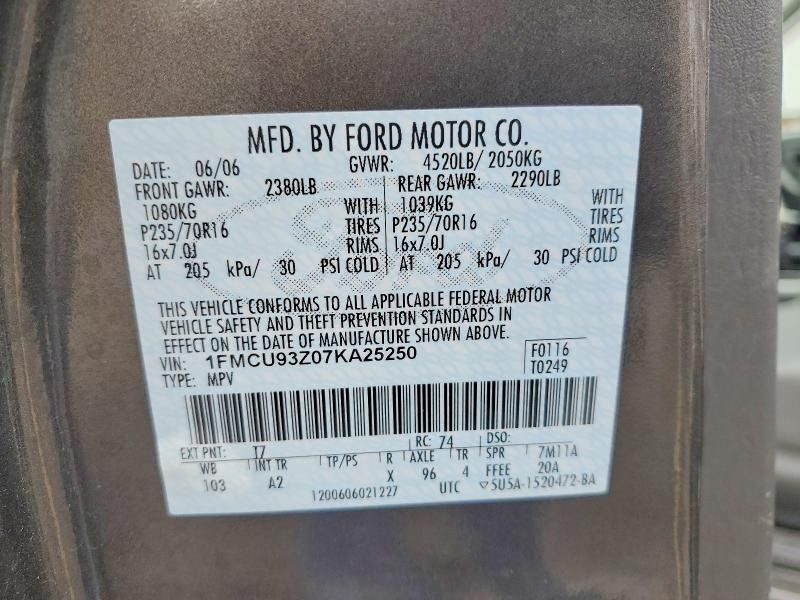 MFD. BY FORD MOTOR CO.
DATE: 06/06 GVWR: 4520LB/ 2050KG
FRONT GAWR: 2380LB REAR GAWR: 2290LB
1080KG WITH 1039KG WITH
P235/70R16 TIRES P235/70R16 TIRES
16x7.0J RIMS 16x7.0J RIMS
AT 205 kPa/ 30 PSI COLD AT 205 kPa/ 30 PSI COLD
THIS VEHICLE CONFORMS TO ALL APPLICABLE FEDERAL MOTOR
VEHICLE SAFETY AND THEFT PREVENTION STANDARDS IN
EFFECT ON THE DATE OF MANUFACTURE SHOWN ABOVE.
VIN: 1FMCU93Z07KA25250 F0116
TYPE: MPV T0249
EXT PNT: T7 RC: 74 DSO:
WB INT TR TP/PS R AXLE TR SPR 7M11A
103 A2 X 96 4 FFEE 20A
1200606021227 UTC ▽5U5A-1520472-BA